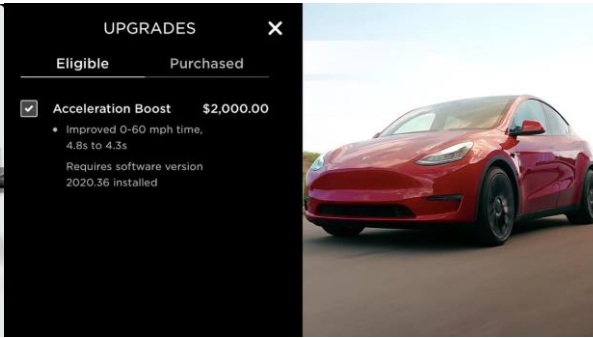 UPGRADES
Eligible Purchased
Acceleration Boost $2,000.00
• Improved 0-60 mph time,
4.8s to 4.3s
Requires software version
2020.36 installed